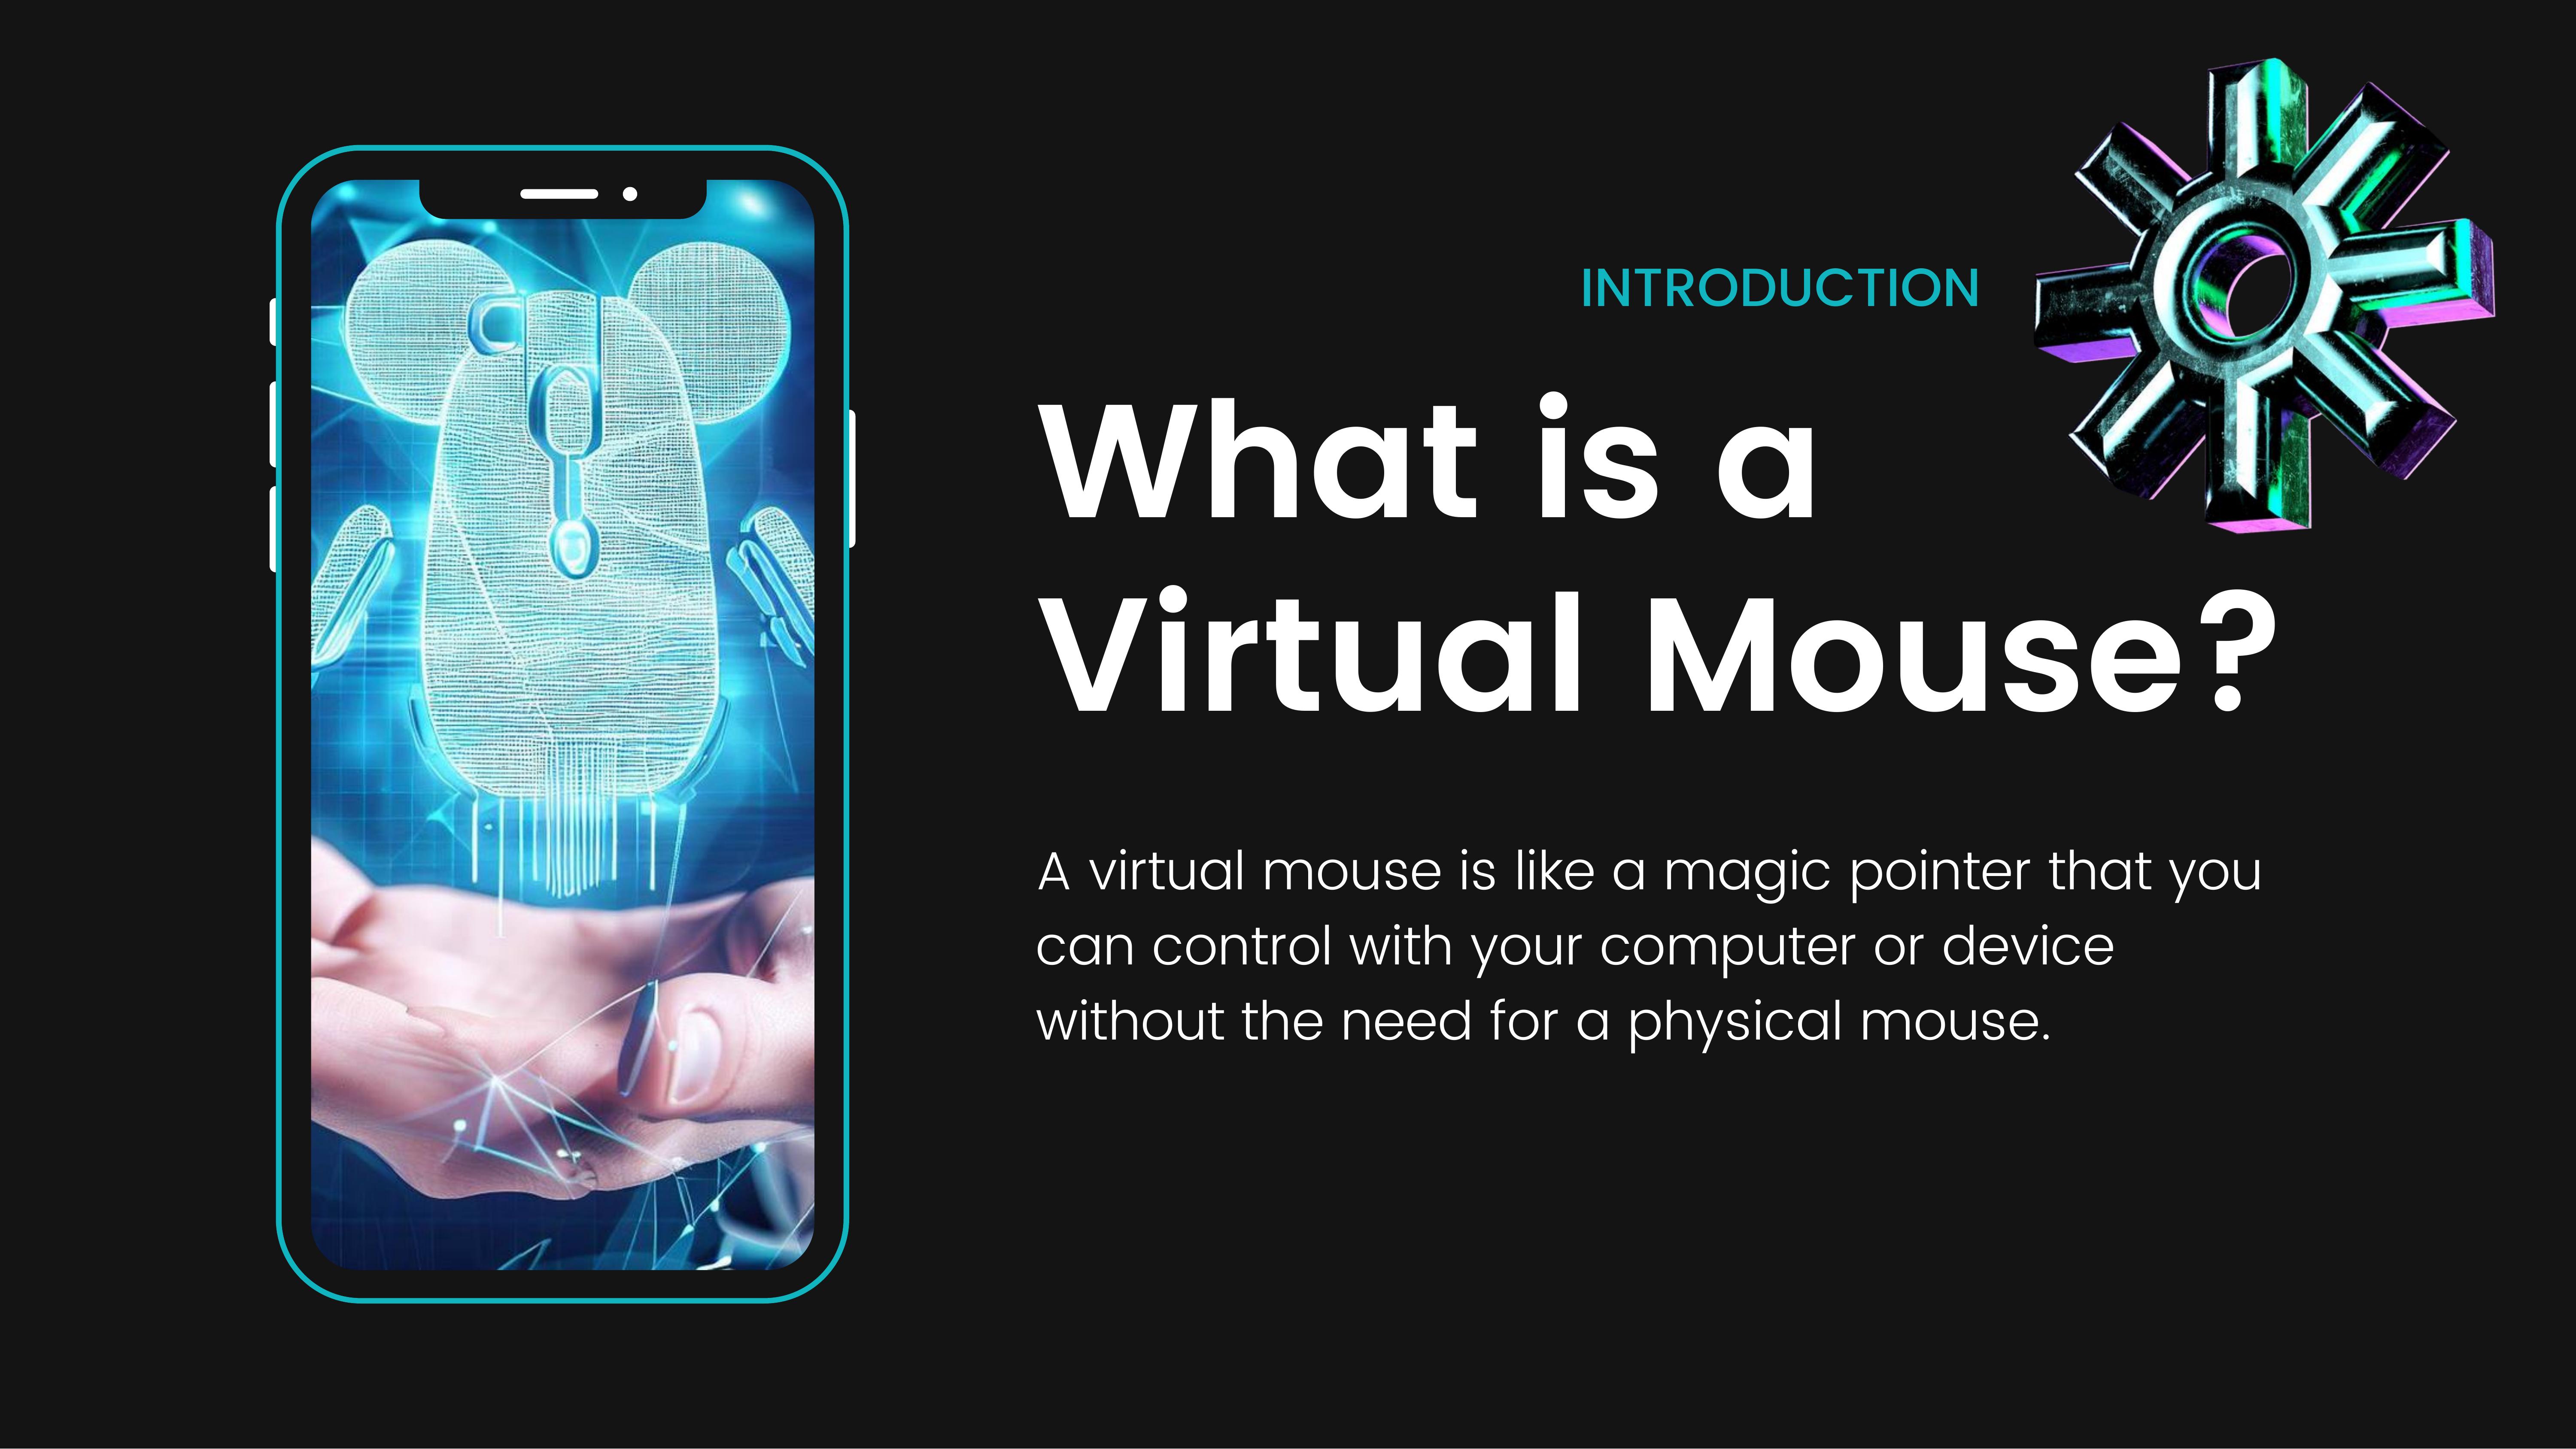 INTRODUCTION
What is a
Virtual Mouse?
A virtual mouse is like a magic pointer that you
can control with your computer or device
without the need for a physical mouse.